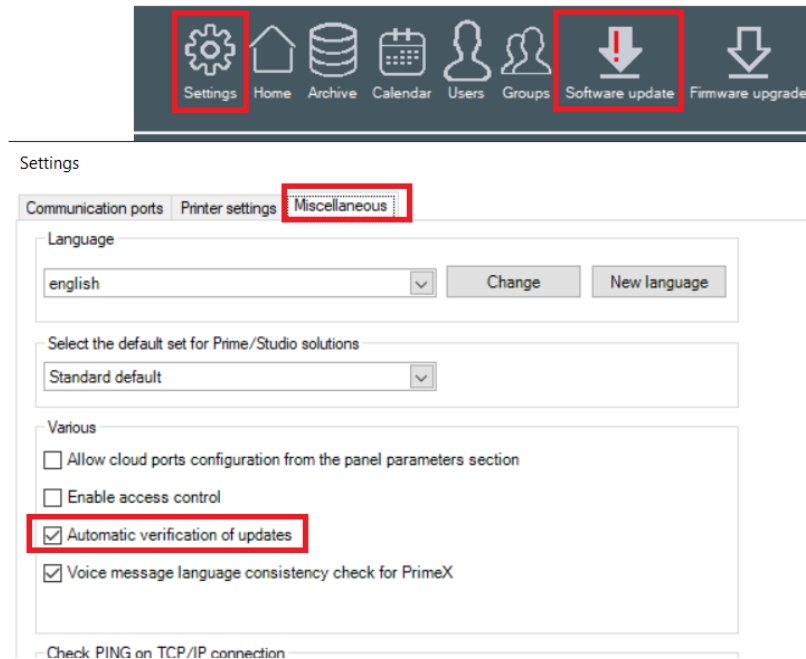 Settings Home Archive Calendar Users Groups Software update Firmware upgrade
Settings
Communication ports Printer settings Miscellaneous
Language
english Change New language
Select the default set for Prime/Studio solutions
Standard default
Various
Allow cloud ports configuration from the panel parameters section
Enable access control
Automatic verification of updates
Voice message language consistency check for PrimeX
Check PING on TCP/IP connection